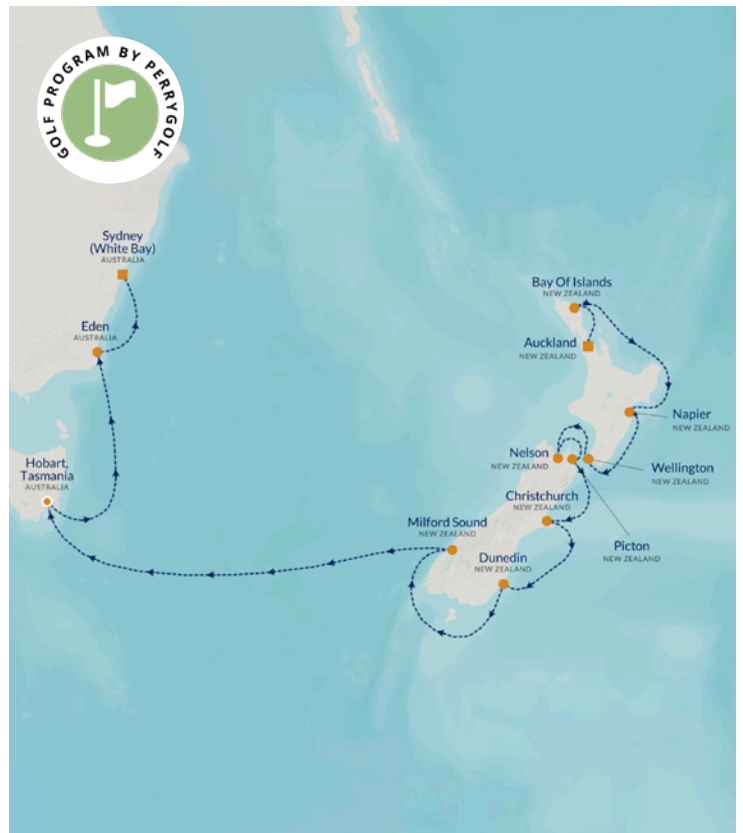 GOLF PROGRAM BY PERRYGOLF
Sydney
(White Bay)
AUSTRALIA
Eden
AUSTRALIA
Hobart,
Tasmania
AUSTRALIA
Bay Of Islands
NEW ZEALAND
Auckland
NEW ZEALAND
Napier
NEW ZEALAND
Nelson
NEW ZEALAND
Wellington
NEW ZEALAND
Christchurch
NEW ZEALAND
Milford Sound
NEW ZEALAND
Picton
NEW ZEALAND
Dunedin
NEW ZEALAND